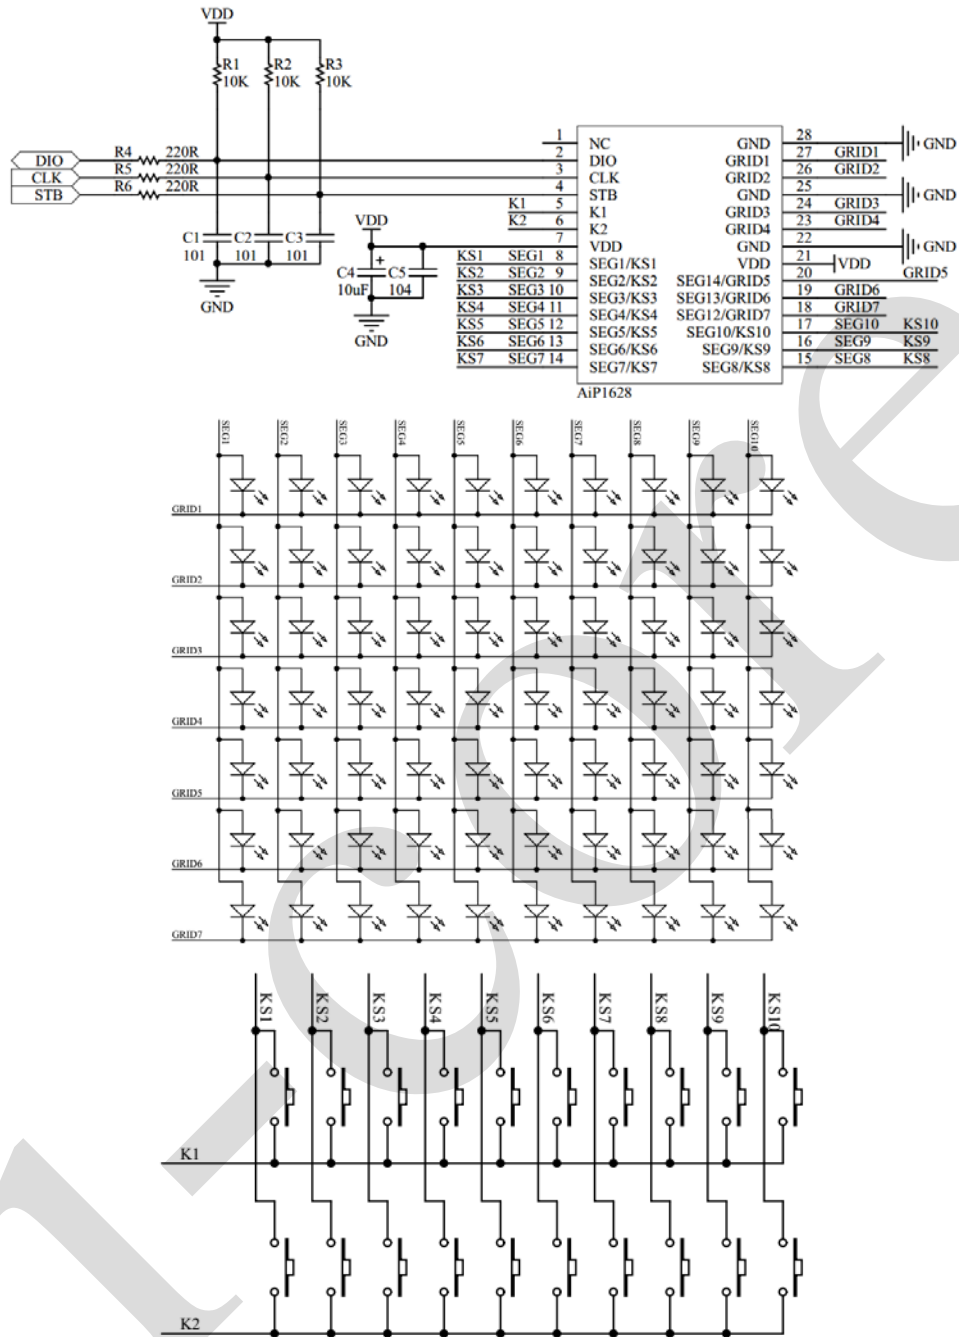 VDD
R1 R2 R3
10K 10K 10K
DIO R4 220R
CLK R5 220R
STB R6 220R
C1 C2 C3
101 101 101
GND
VDD
C4 + C5
10uF 104
GND
1 NC GND 28 GND
2 DIO GRID1 27 GRID1
3 CLK GRID2 26 GRID2
4 STB GND 25 GND
K1 5 K1 GRID3 24 GRID3
K2 6 K2 GRID4 23 GRID4
7 VDD GND 22 GND
KS1 SEG1 8 SEG1/KS1 VDD 21 VDD
KS2 SEG2 9 SEG2/KS2 SEG14/GRID5 20 GRID5
KS3 SEG3 10 SEG3/KS3 SEG13/GRID6 19 GRID6
KS4 SEG4 11 SEG4/KS4 SEG12/GRID7 18 GRID7
KS5 SEG5 12 SEG5/KS5 SEG10/KS10 17 SEG10 KS10
KS6 SEG6 13 SEG6/KS6 SEG9/KS9 16 SEG9 KS9
KS7 SEG7 14 SEG7/KS7 SEG8/KS8 15 SEG8 KS8
AiP1628
SEG1 SEG2 SEG3 SEG4 SEG5 SEG6 SEG7 SEG8 SEG9 SEG10
GRID1
GRID2
GRID3
GRID4
GRID5
GRID6
GRID7
KS1 KS2 KS3 KS4 KS5 KS6 KS7 KS8 KS9 KS10
K1
K2